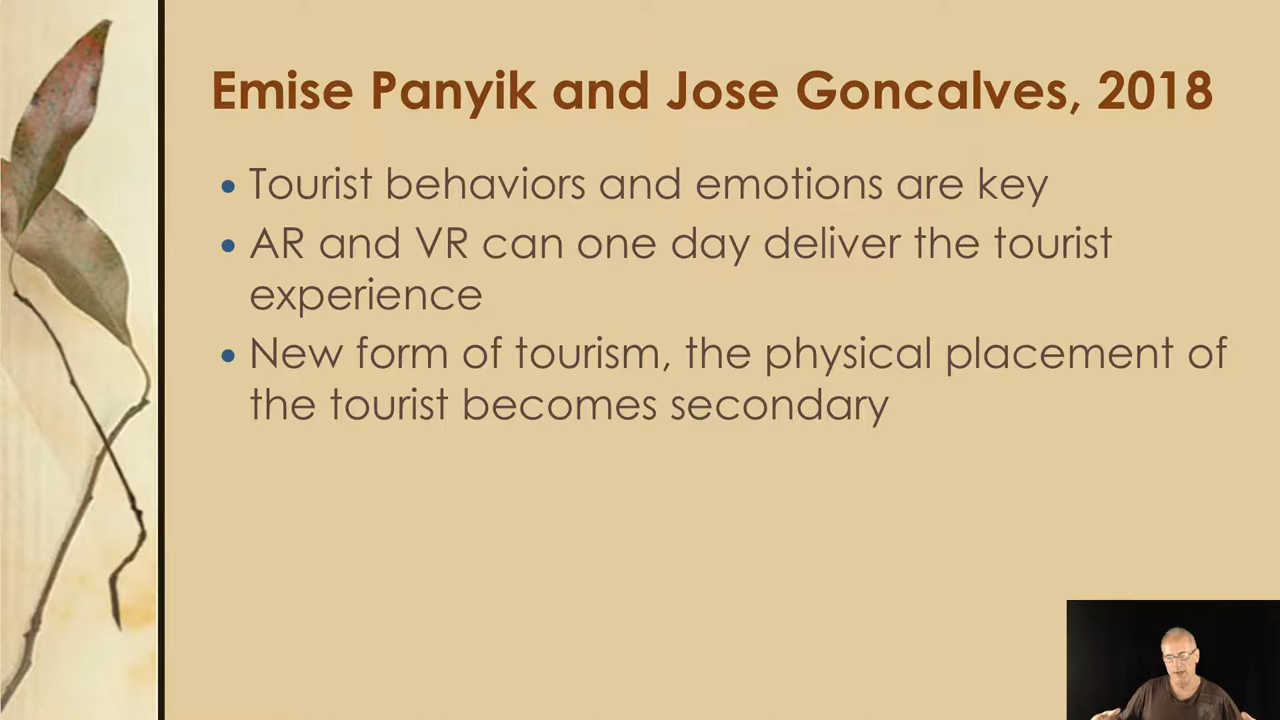 Emise Panyik and Jose Goncalves, 2018
• Tourist behaviors and emotions are key
• AR and VR can one day deliver the tourist
experience
• New form of tourism, the physical placement of
the tourist becomes secondary